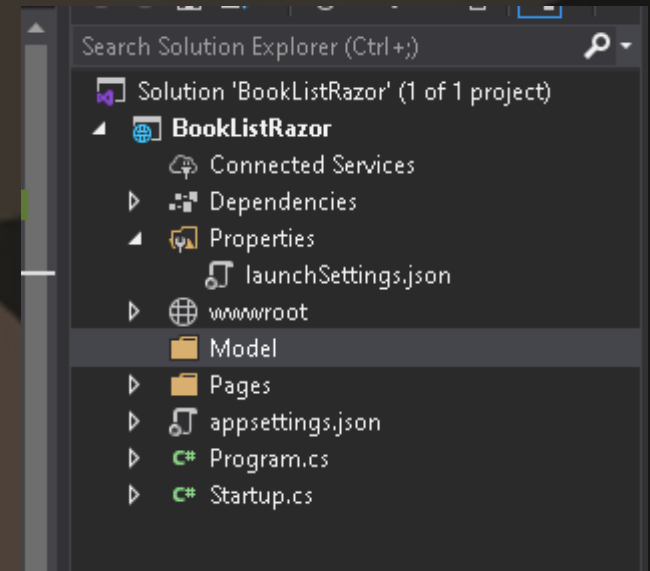 Search Solution Explorer (Ctrl+;)
Solution 'BookListRazor' (1 of 1 project)
BookListRazor
Connected Services
Dependencies
Properties
launchSettings.json
wwwroot
Model
Pages
appsettings.json
C# Program.cs
C# Startup.cs